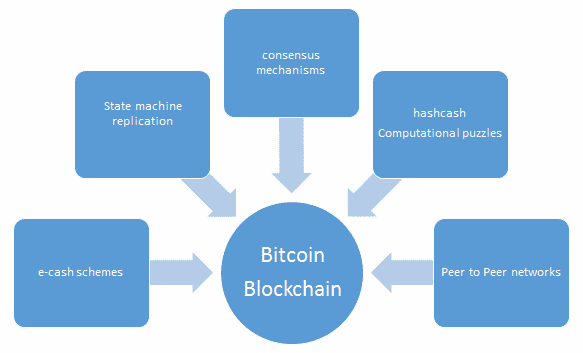 consensus
mechanisms
State machine
replication
hashcash
Computational puzzles
e-cash schemes
Bitcoin
Blockchain
Peer to Peer networks